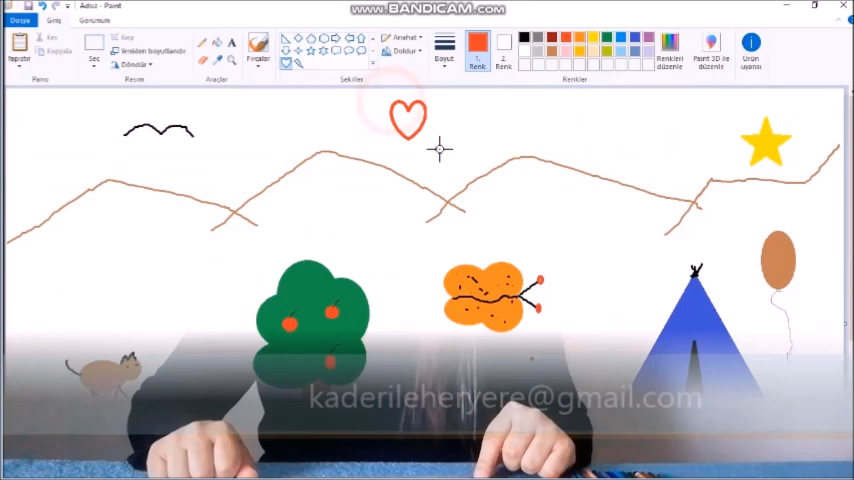 www.BANDICAM.com
Adsız - Paint
Dosya Giriş Görünüm
Yapıştır
Kes
Kopyala
Pano
Seç
Kırp
Yeniden boyutlandır
Döndür
Resim
Araçlar
Fırçalar
Anahat
Doldur
Şekiller
Boyut
1. Renk
2. Renk
Renkler
Renkleri düzenle
Paint 3D ile düzenle
Ürün uyarısı
kaderileheryere@gmail.com